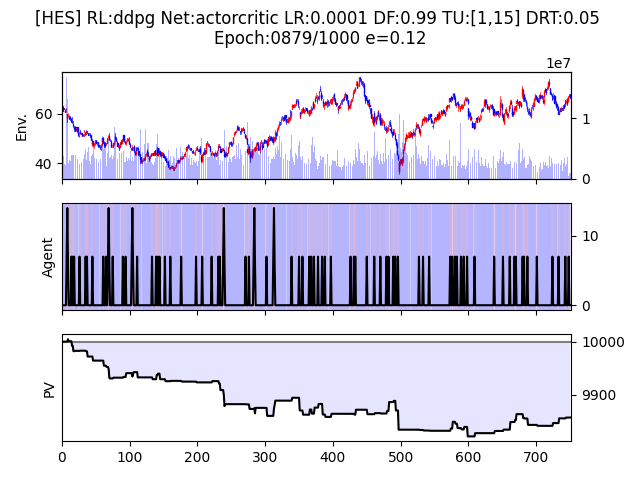 [HES] RL:ddpg Net:actorcritic LR:0.0001 DF:0.99 TU:[1,15] DRT:0.05
Epoch:0879/1000 e=0.12
1e7
Env.
60
40
1
0
Agent
10
0
PV
10000
9900
0 100 200 300 400 500 600 700